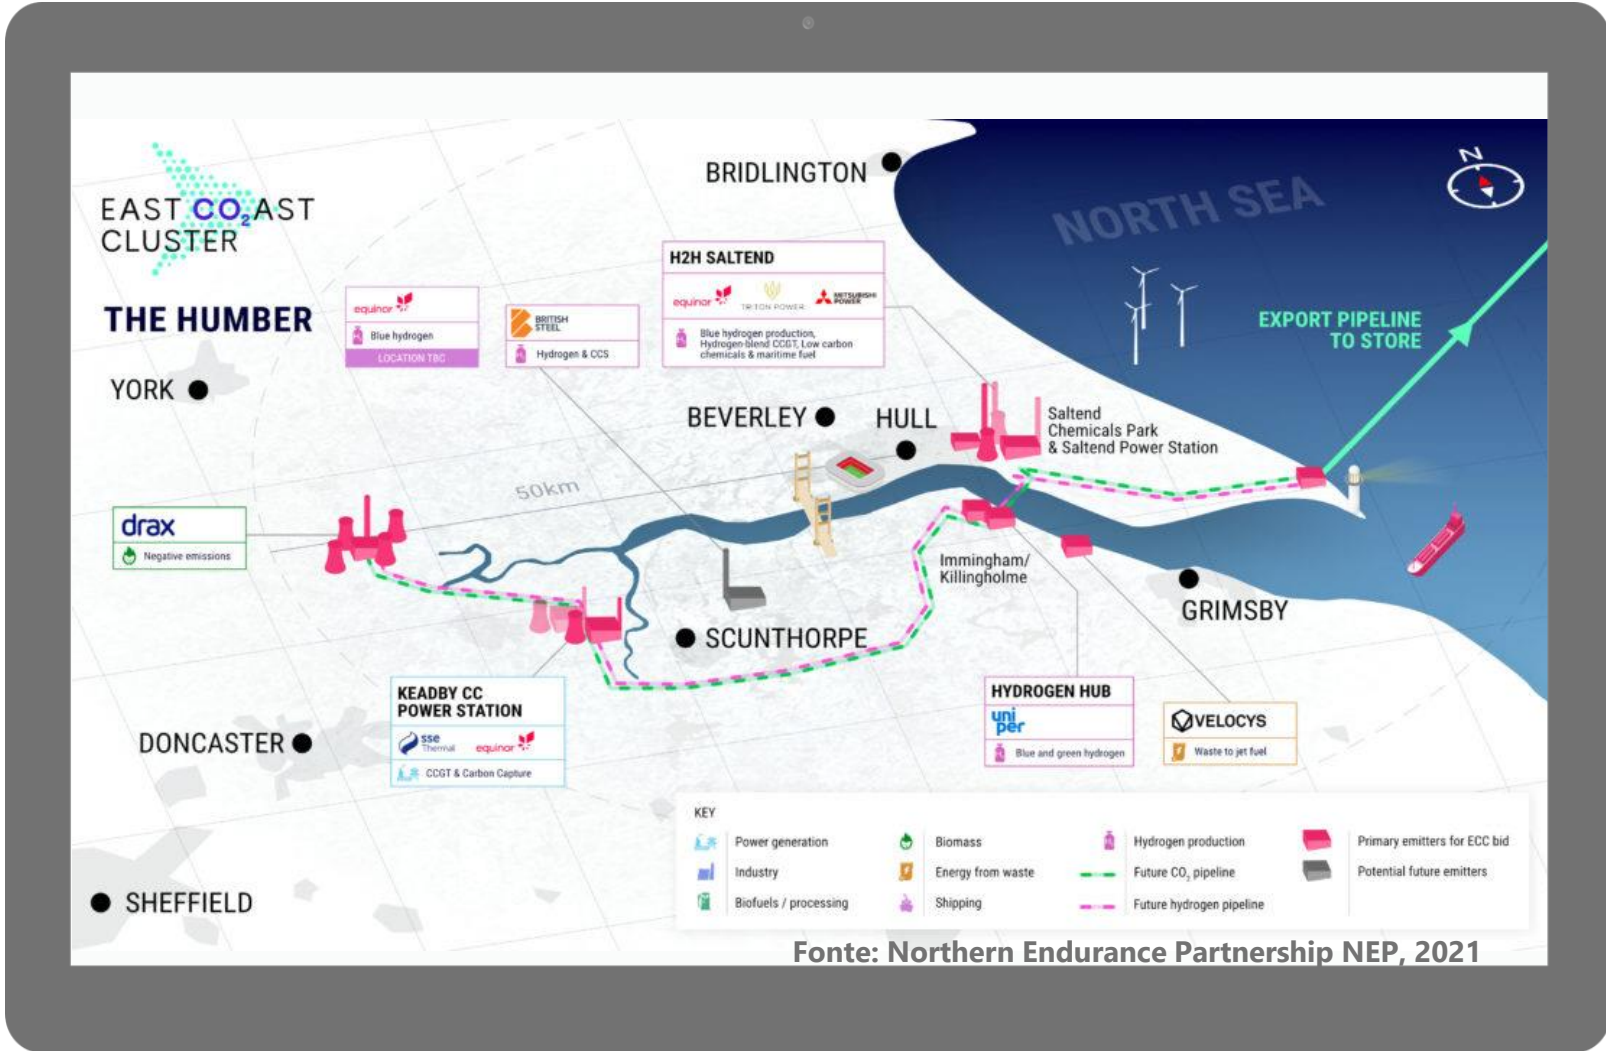 EAST CO₂AST
CLUSTER
THE HUMBER
BRIDLINGTON
NORTH SEA
N
EXPORT PIPELINE
TO STORE
equinor
Blue hydrogen
LOCATION TBC
BRITISH
STEEL
Hydrogen & CCS
H2H SALTEND
equinor
TRITON POWER
MITSUBISHI
POWER
Blue hydrogen production,
Hydrogen-blend CCGT, Low carbon
chemicals & maritime fuel
YORK
BEVERLEY
HULL
Saltend
Chemicals Park
& Saltend Power Station
50km
drax
Negative emissions
Immingham/
Killingholme
GRIMSBY
SCUNTHORPE
KEADBY CC
POWER STATION
sse
Thermal
equinor
CCGT & Carbon Capture
HYDROGEN HUB
uni
per
Blue and green hydrogen
VELOCYS
Waste to jet fuel
DONCASTER
SHEFFIELD
KEY
Power generation
Industry
Biofuels / processing
Biomass
Energy from waste
Shipping
Hydrogen production
Future CO₂ pipeline
Future hydrogen pipeline
Primary emitters for ECC bid
Potential future emitters
Fonte: Northern Endurance Partnership NEP, 2021